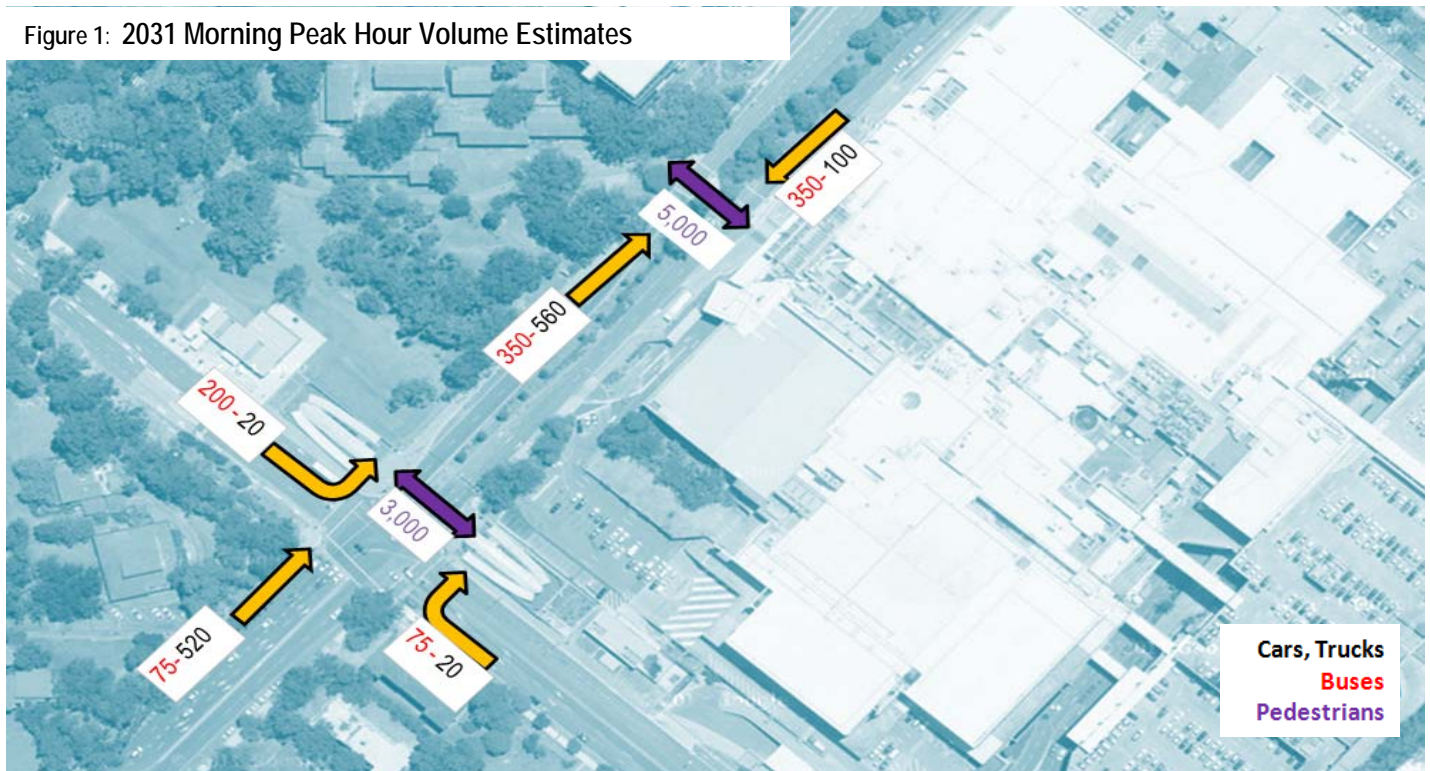 Figure 1: 2031 Morning Peak Hour Volume Estimates
350-100
5,000
350-560
200 - 20
3,000
75-520
75 - 20
Cars, Trucks
Buses
Pedestrians